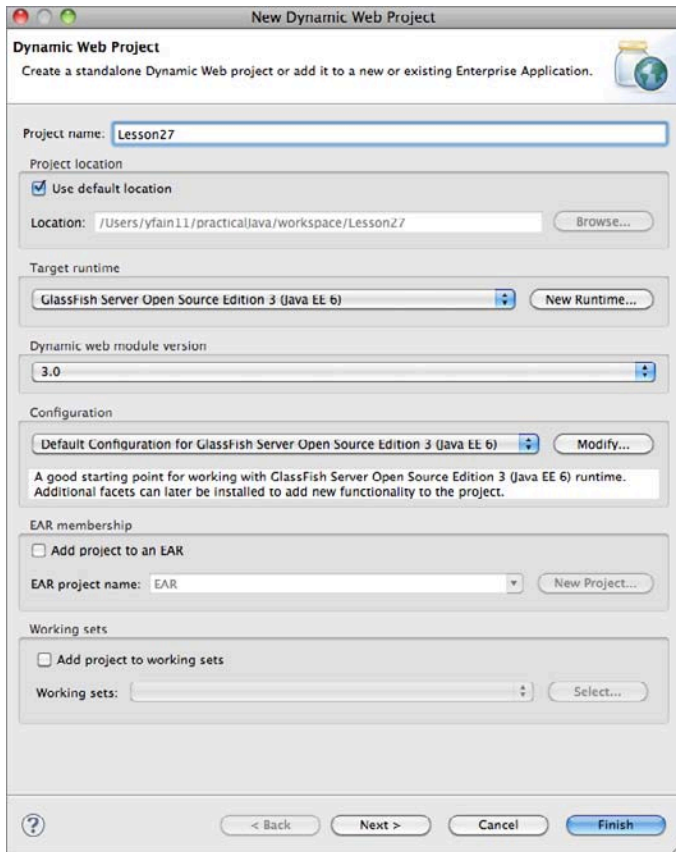 New Dynamic Web Project
Dynamic Web Project
Create a standalone Dynamic Web project or add it to a new or existing Enterprise Application.
Project name: Lesson27
Project location
Use default location
Location: /Users/yfain11/practicalJava/workspace/Lesson27 Browse...
Target runtime
GlassFish Server Open Source Edition 3 (Java EE 6) New Runtime...
Dynamic web module version
3.0
Configuration
Default Configuration for GlassFish Server Open Source Edition 3 (Java EE 6) Modify...
A good starting point for working with GlassFish Server Open Source Edition 3 (Java EE 6) runtime.
Additional facets can later be installed to add new functionality to the project.
EAR membership
Add project to an EAR
EAR project name: EAR New Project...
Working sets
Add project to working sets
Working sets: Select...
? < Back Next > Cancel Finish